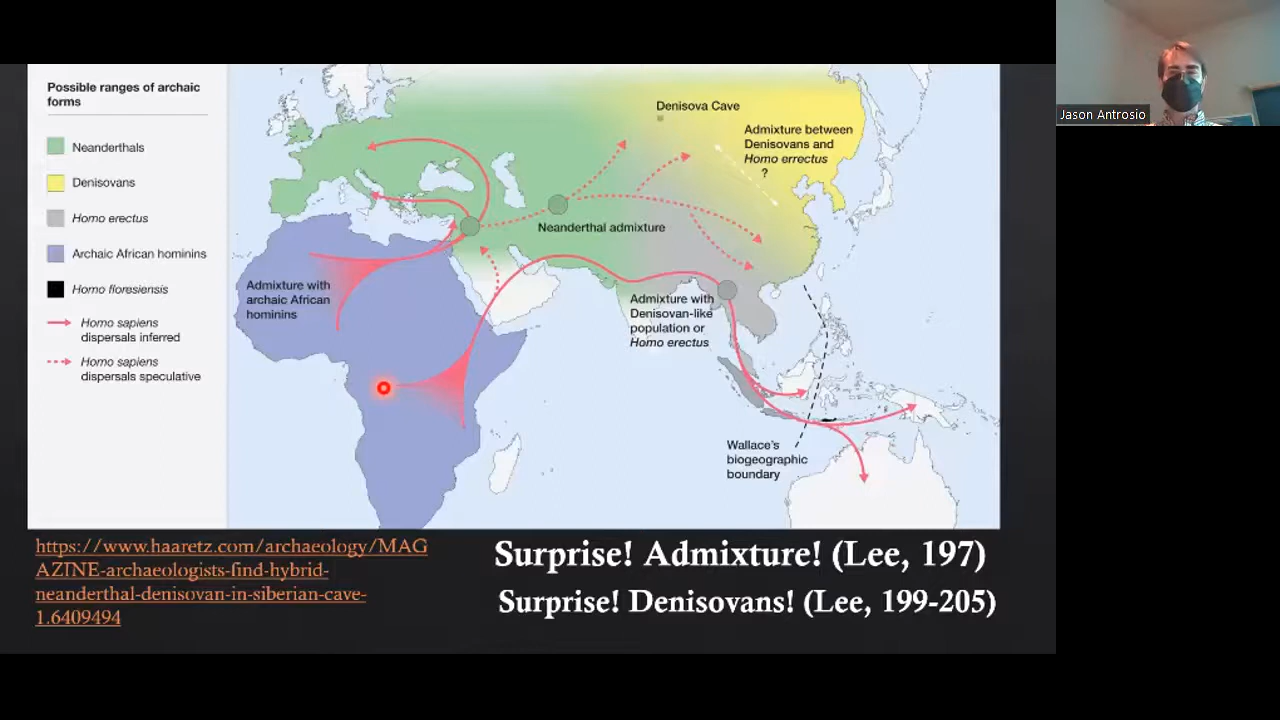 Possible ranges of archaic
forms
Neanderthals
Denisovans
Homo erectus
Archaic African hominins
Homo floresiensis
Homo sapiens
dispersals inferred
Homo sapiens
dispersals speculative
Denisova Cave
Admixture between
Denisovans and
Homo errectus
?
Neanderthal admixture
Admixture with
archaic African
hominins
Admixture with
Denisovan-like
population or
Homo erectus
Wallace's
biogeographic
boundary
https://www.haaretz.com/archaeology/MAG
AZINE-archaeologists-find-hybrid-
neanderthal-denisovan-in-siberian-cave-
1.6409494
Surprise! Admixture! (Lee, 197)
Surprise! Denisovans! (Lee, 199-205)
Jason Antrosio